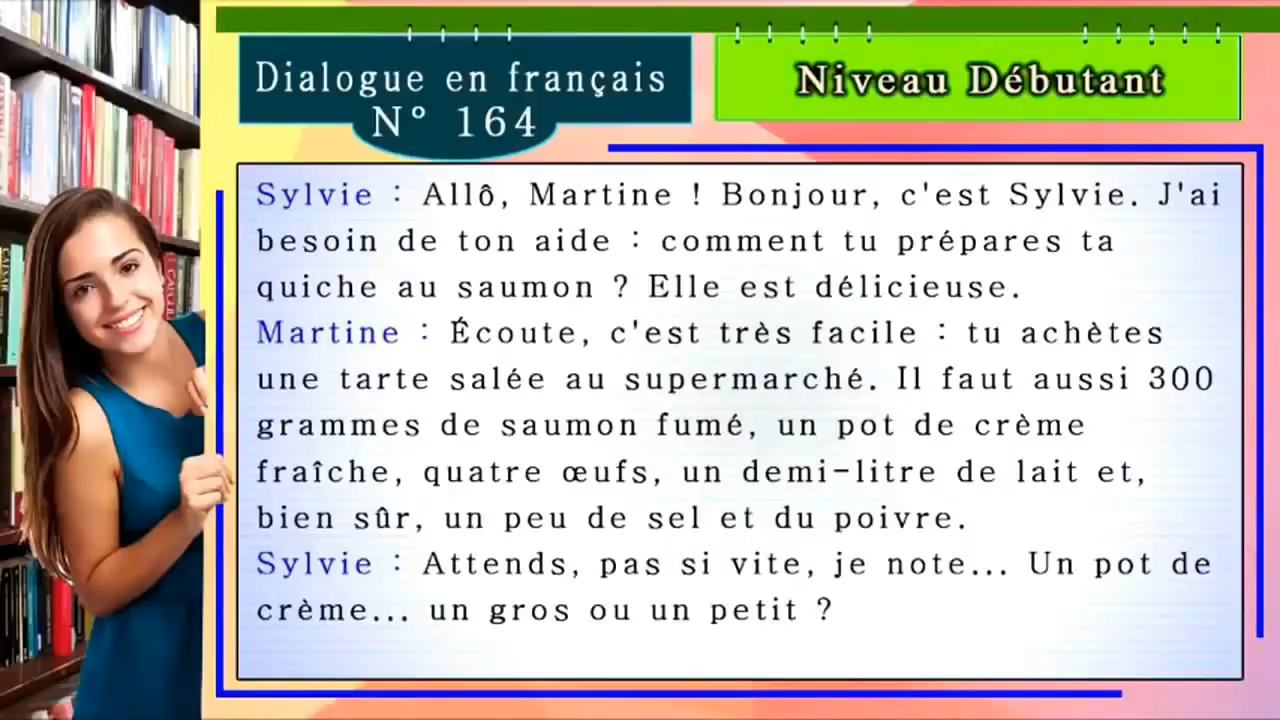 Dialogue en français
N° 164
Niveau Débutant
Sylvie : Allô, Martine ! Bonjour, c'est Sylvie. J'ai
besoin de ton aide : comment tu prépares ta
quiche au saumon ? Elle est délicieuse.
Martine : Écoute, c'est très facile : tu achètes
une tarte salée au supermarché. Il faut aussi 300
grammes de saumon fumé, un pot de crème
fraîche, quatre œufs, un demi-litre de lait et,
bien sûr, un peu de sel et du poivre.
Sylvie : Attends, pas si vite, je note... Un pot de
crème... un gros ou un petit ?